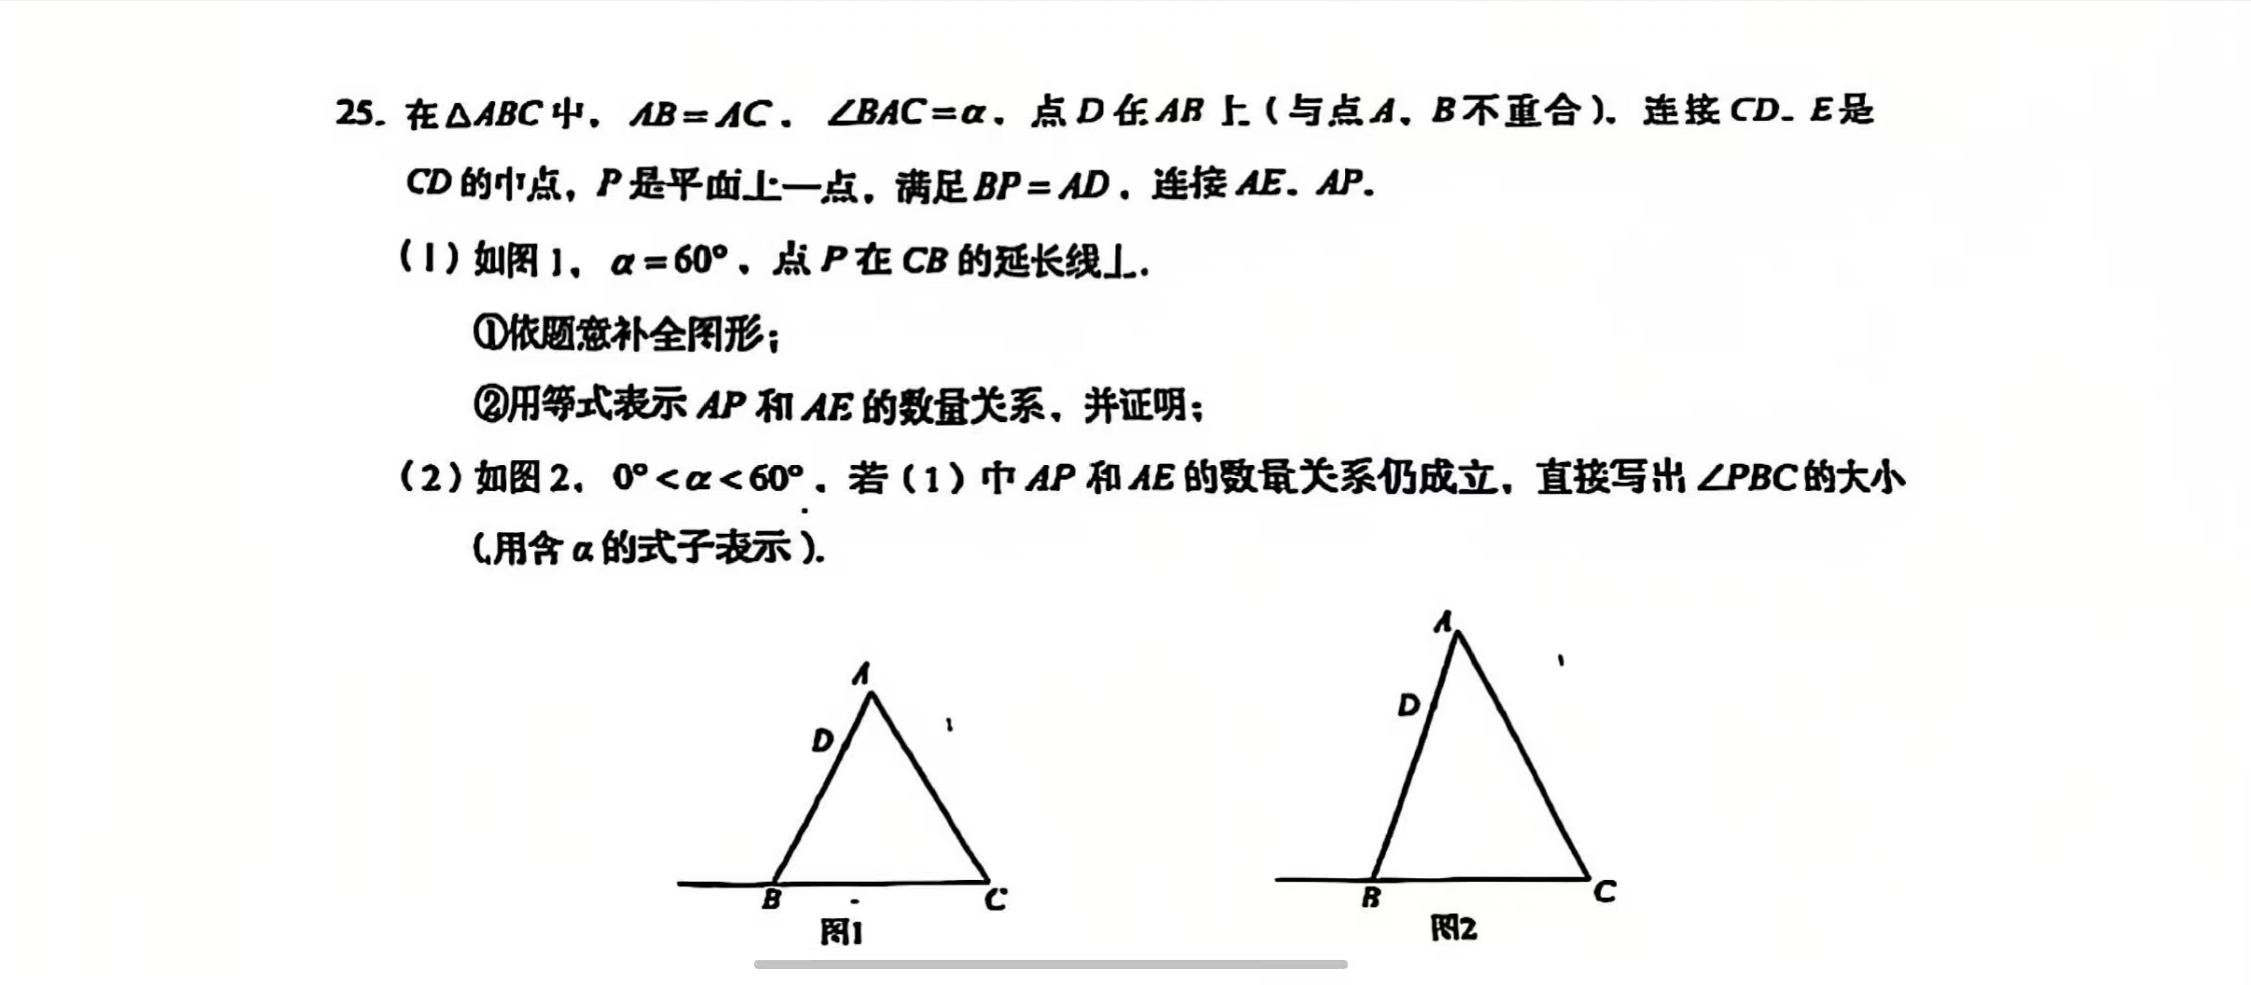 25. 在△ABC中，AB=AC，∠BAC=α，点D在AB上(与点A，B不重合)，连接CD，E是
CD的中点，P是平面上一点，满足BP=AD，连接AE，AP.
(1)如图1，α=60°，点P在CB的延长线上.
①依题意补全图形；
②用等式表示AP和AE的数量关系，并证明；
(2)如图2，0°<α<60°，若(1)中AP和AE的数量关系仍成立，直接写出∠PBC的大小
(用含α的式子表示).
A
D
B
C
图1
A
D
B
C
图2